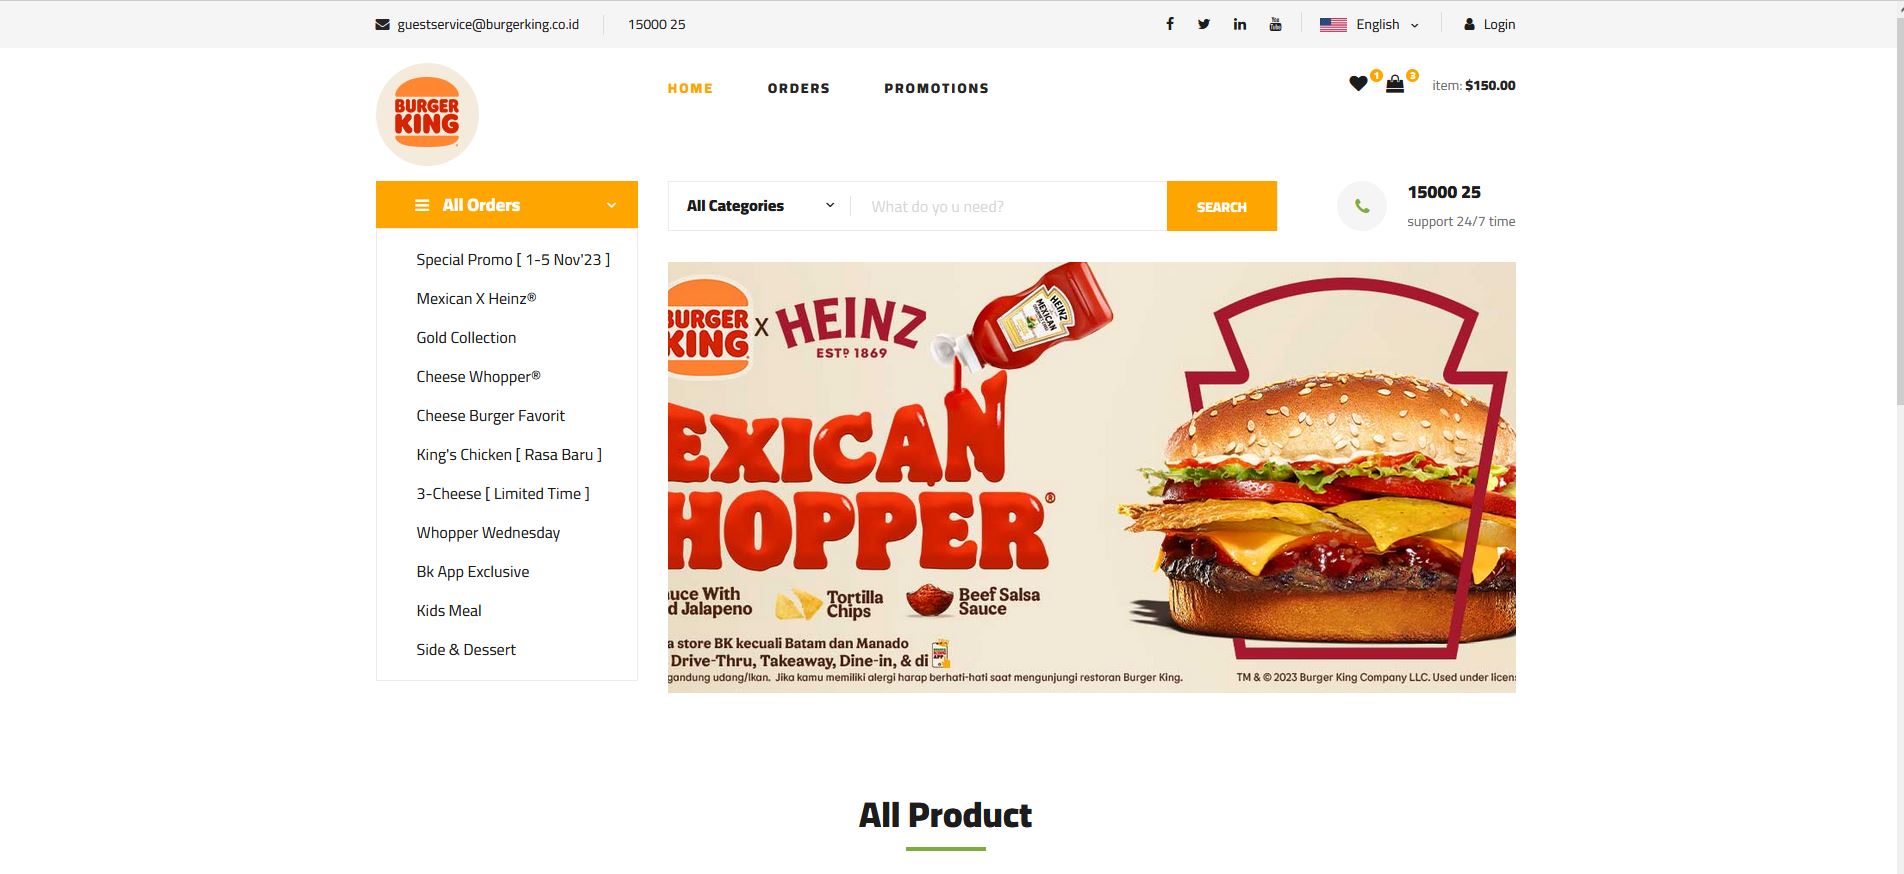 guestservice@burgerking.co.id
15000 25
English
Login
BURGER
KING
HOME
ORDERS
PROMOTIONS
1
3
item: $150.00
All Orders
All Categories
What do yo u need?
SEARCH
15000 25
support 24/7 time
Special Promo [ 1-5 Nov'23 ]
Mexican X Heinz®
Gold Collection
Cheese Whopper®
Cheese Burger Favorit
King's Chicken [ Rasa Baru ]
3-Cheese [ Limited Time ]
Whopper Wednesday
Bk App Exclusive
Kids Meal
Side & Dessert
BURGER
KING
X
HEINZ
ESTD 1869
HEINZ
MEXICAN
EXICAN
HOPPER®
uce With
d Jalapeno
Tortilla
Chips
Beef Salsa
Sauce
a store BK kecuali Batam dan Manado
Drive-Thru, Takeaway, Dine-in, & di
gandung udang/Ikan. Jika kamu memiliki alergi harap berhati-hati saat mengunjungi restoran Burger King.
TM & © 2023 Burger King Company LLC. Used under licens
All Product